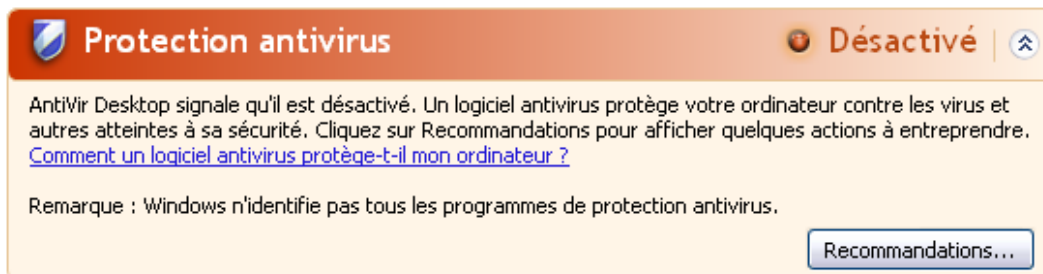 Protection antivirus Désactivé
AntiVir Desktop signale qu'il est désactivé. Un logiciel antivirus protège votre ordinateur contre les virus et
autres atteintes à sa sécurité. Cliquez sur Recommandations pour afficher quelques actions à entreprendre.
Comment un logiciel antivirus protège-t-il mon ordinateur ?
Remarque : Windows n'identifie pas tous les programmes de protection antivirus.
Recommandations...